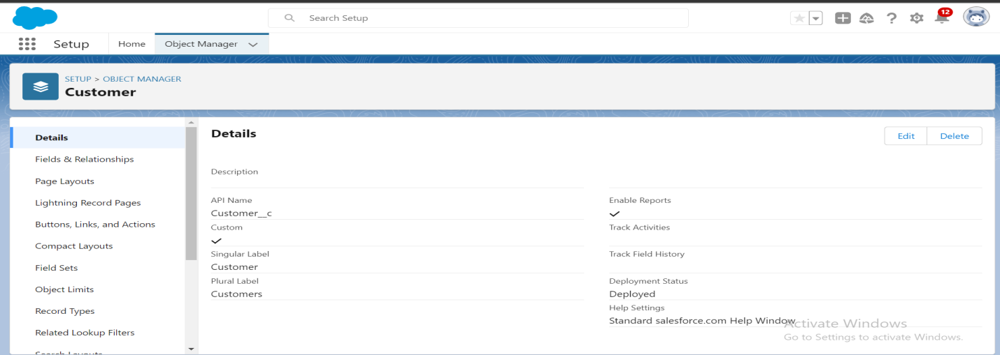 Search Setup
12
Setup
Home
Object Manager
SETUP > OBJECT MANAGER
Customer
Details
Fields & Relationships
Page Layouts
Lightning Record Pages
Buttons, Links, and Actions
Compact Layouts
Field Sets
Object Limits
Record Types
Related Lookup Filters
Search Layouts
Details
Edit
Delete
Description
API Name
Customer__c
Custom
Singular Label
Customer
Plural Label
Customers
Enable Reports
Track Activities
Track Field History
Deployment Status
Deployed
Help Settings
Standard salesforce.com Help Window
Activate Windows
Go to Settings to activate Windows.